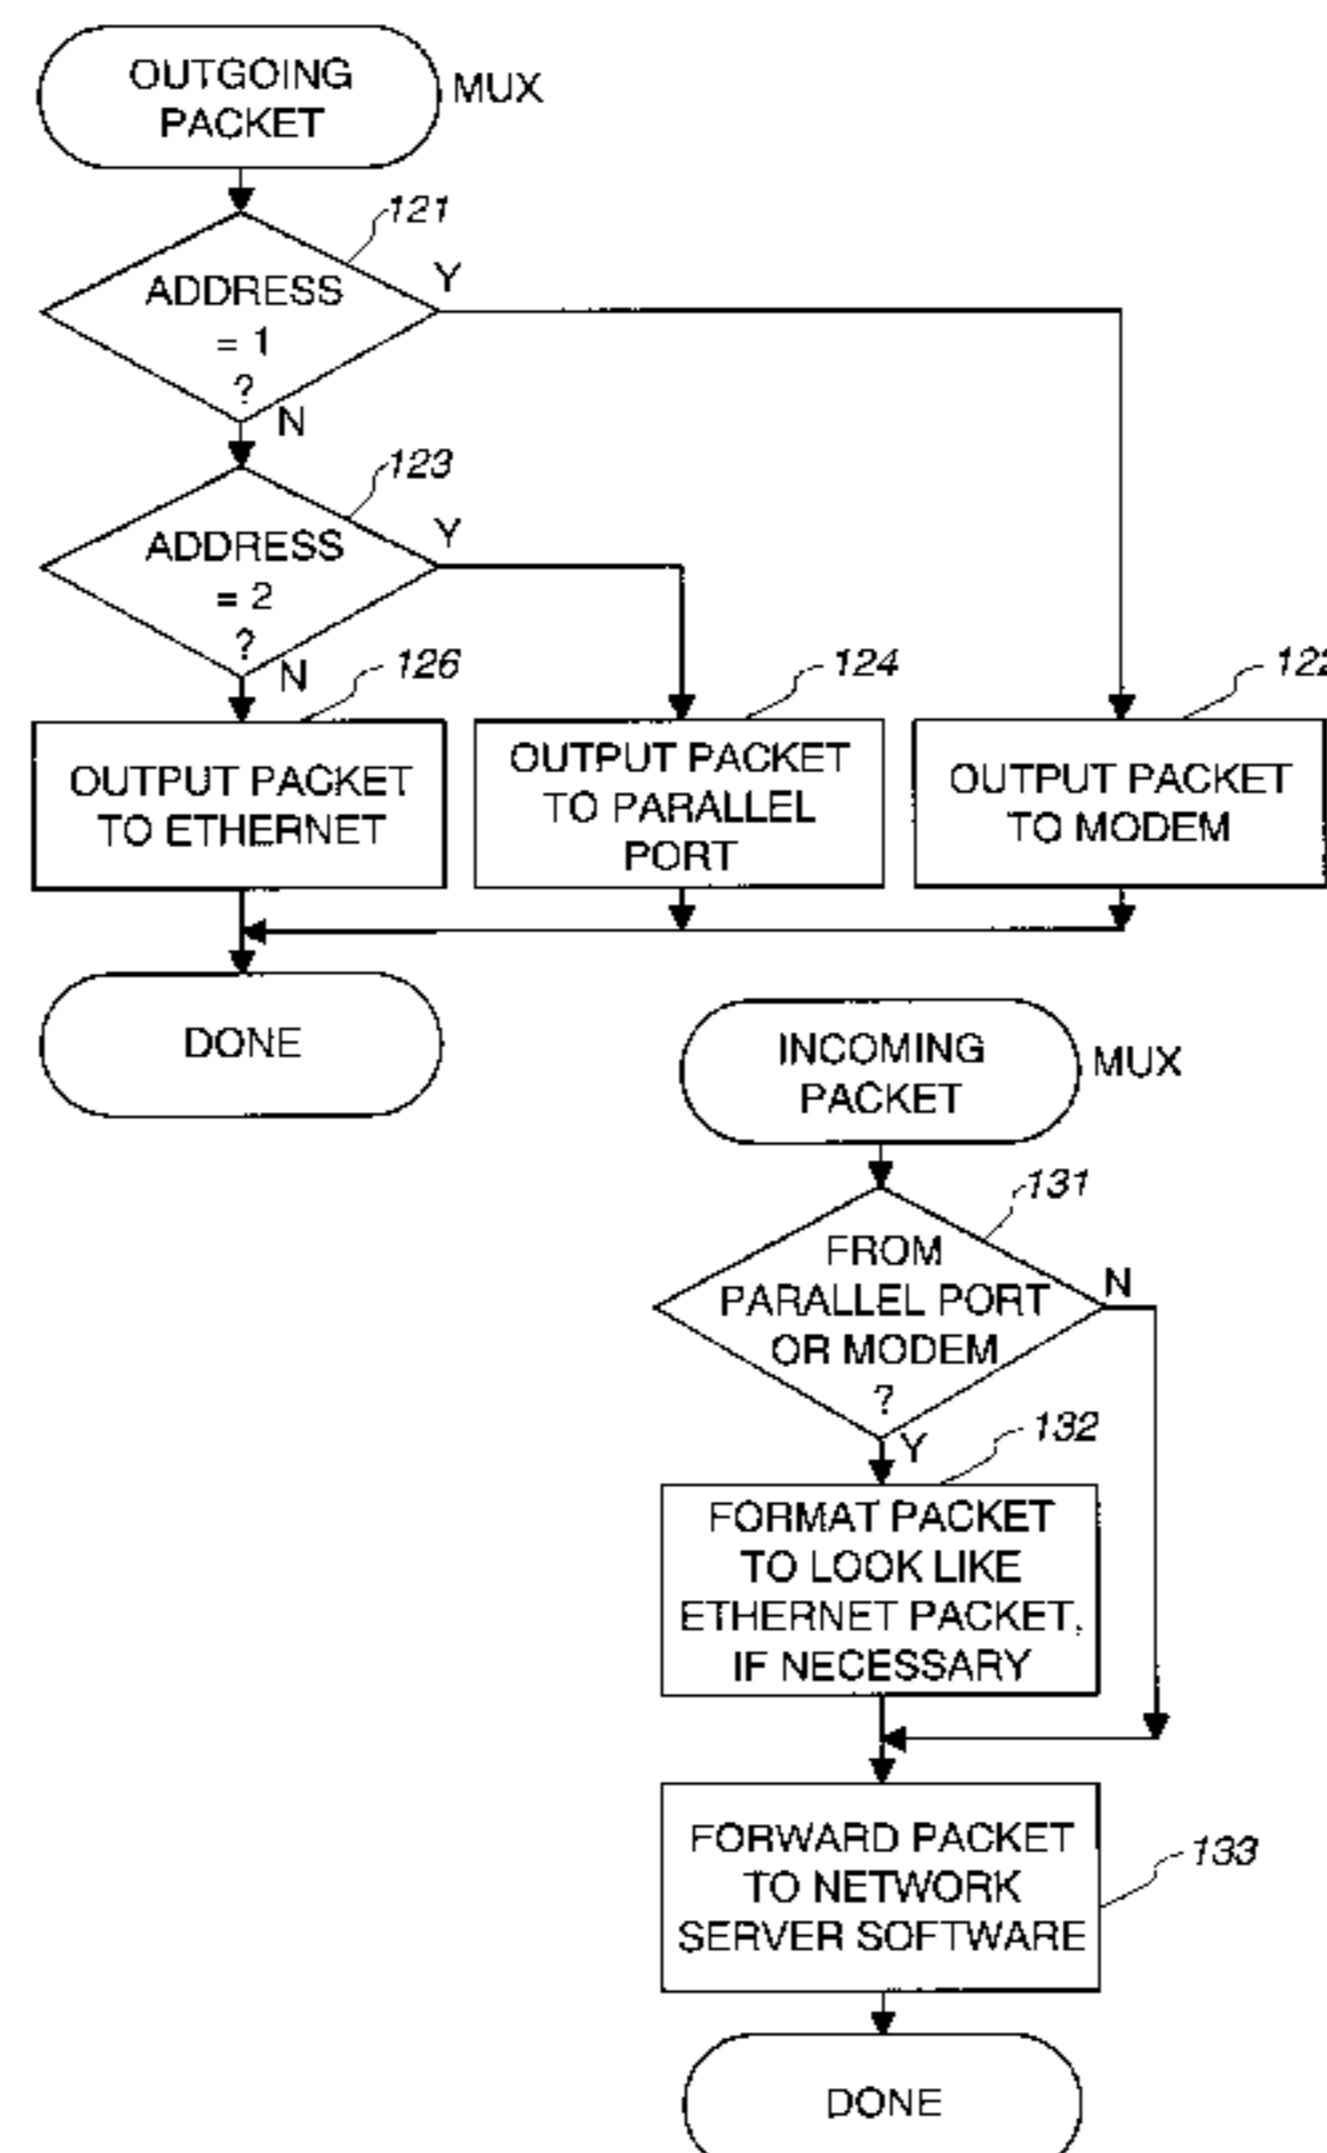 OUTGOING
PACKET
MUX
121
ADDRESS
= 1
?
Y
N
123
ADDRESS
= 2
?
Y
N
126
OUTPUT PACKET
TO ETHERNET
124
OUTPUT PACKET
TO PARALLEL
PORT
122
OUTPUT PACKET
TO MODEM
DONE
INCOMING
PACKET
MUX
131
FROM
PARALLEL PORT
OR MODEM
?
N
Y
132
FORMAT PACKET
TO LOOK LIKE
ETHERNET PACKET,
IF NECESSARY
FORWARD PACKET
TO NETWORK
SERVER SOFTWARE
133
DONE